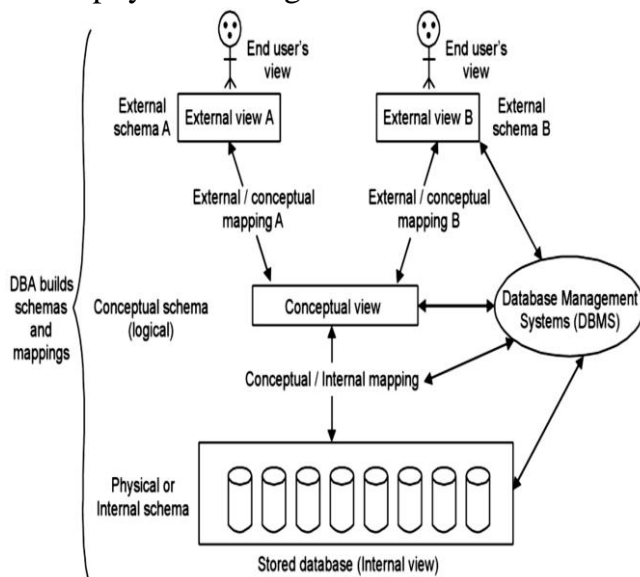 End user's
view
End user's
view
External
schema A
External view A
External view B
External
schema B
External / conceptual
mapping A
External / conceptual
mapping B
DBA builds
schemas
and
mappings
Conceptual schema
(logical)
Conceptual view
Database Management
Systems (DBMS)
Conceptual / Internal mapping
Physical or
Internal schema
Stored database (Internal view)